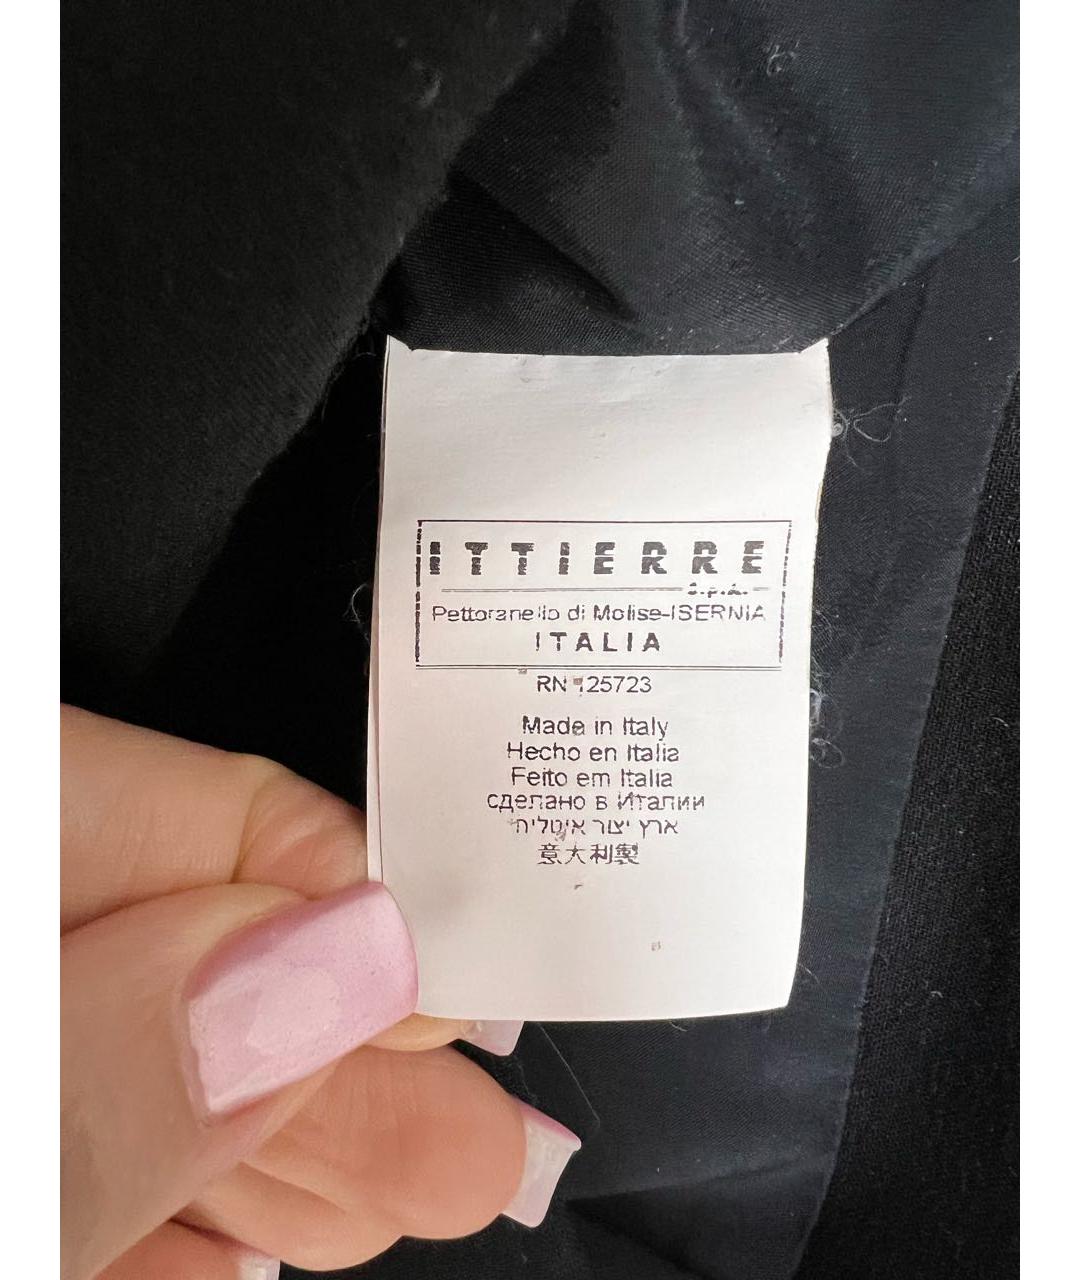 ITTIERRE
S.p.A.
Pettoranello di Molise-ISERNIA
ITALIA
RN 125723
Made in Italy
Hecho en Italia
Feito em Italia
сделано в Италии
ארץ יצור איטליה
意大利製